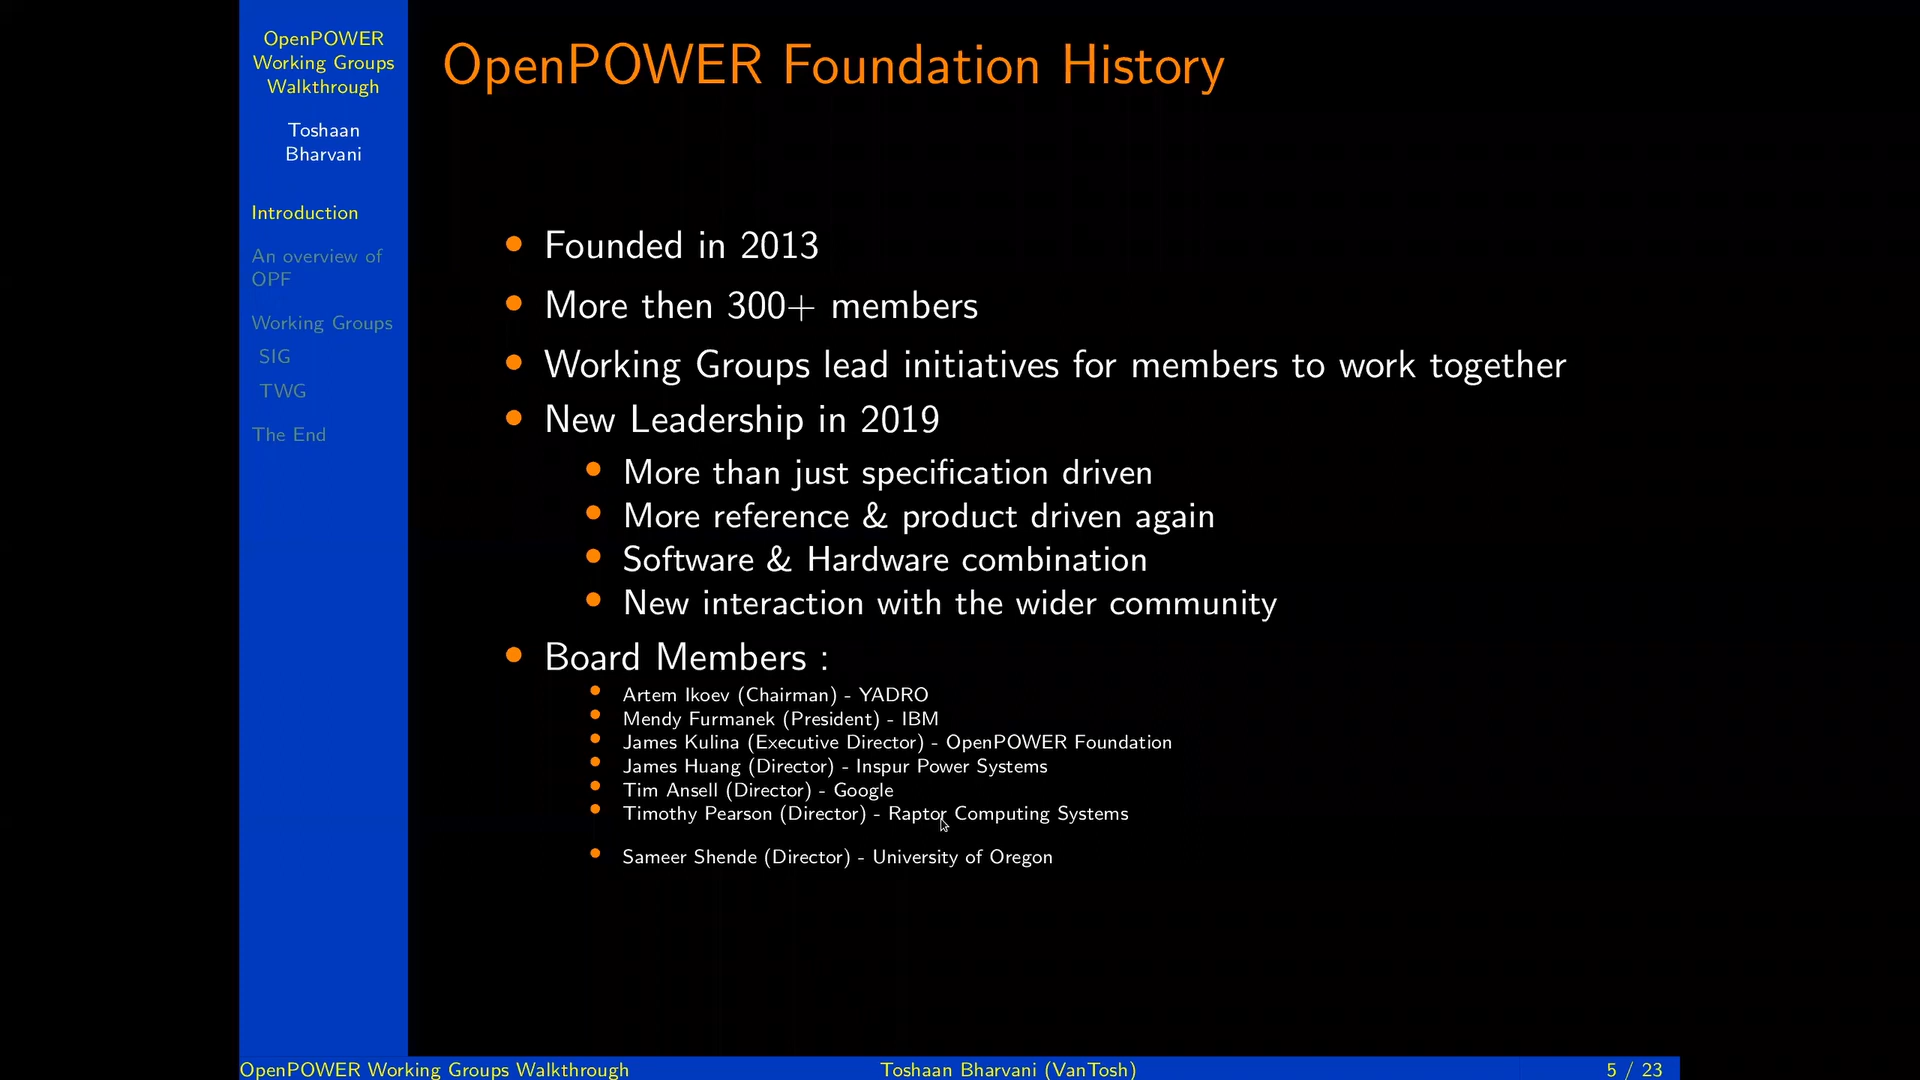 OpenPOWER
Working Groups
Walkthrough
Toshaan
Bharvani
Introduction
An overview of
OPF
Working Groups
SIG
TWG
The End
OpenPOWER Foundation History
Founded in 2013
More then 300+ members
Working Groups lead initiatives for members to work together
New Leadership in 2019
More than just specification driven
More reference & product driven again
Software & Hardware combination
New interaction with the wider community
Board Members :
Artem Ikoev (Chairman) - YADRO
Mendy Furmanek (President) - IBM
James Kulina (Executive Director) - OpenPOWER Foundation
James Huang (Director) - Inspur Power Systems
Tim Ansell (Director) - Google
Timothy Pearson (Director) - Raptor Computing Systems
Sameer Shende (Director) - University of Oregon
OpenPOWER Working Groups Walkthrough
Toshaan Bharvani (VanTosh)
5 / 23